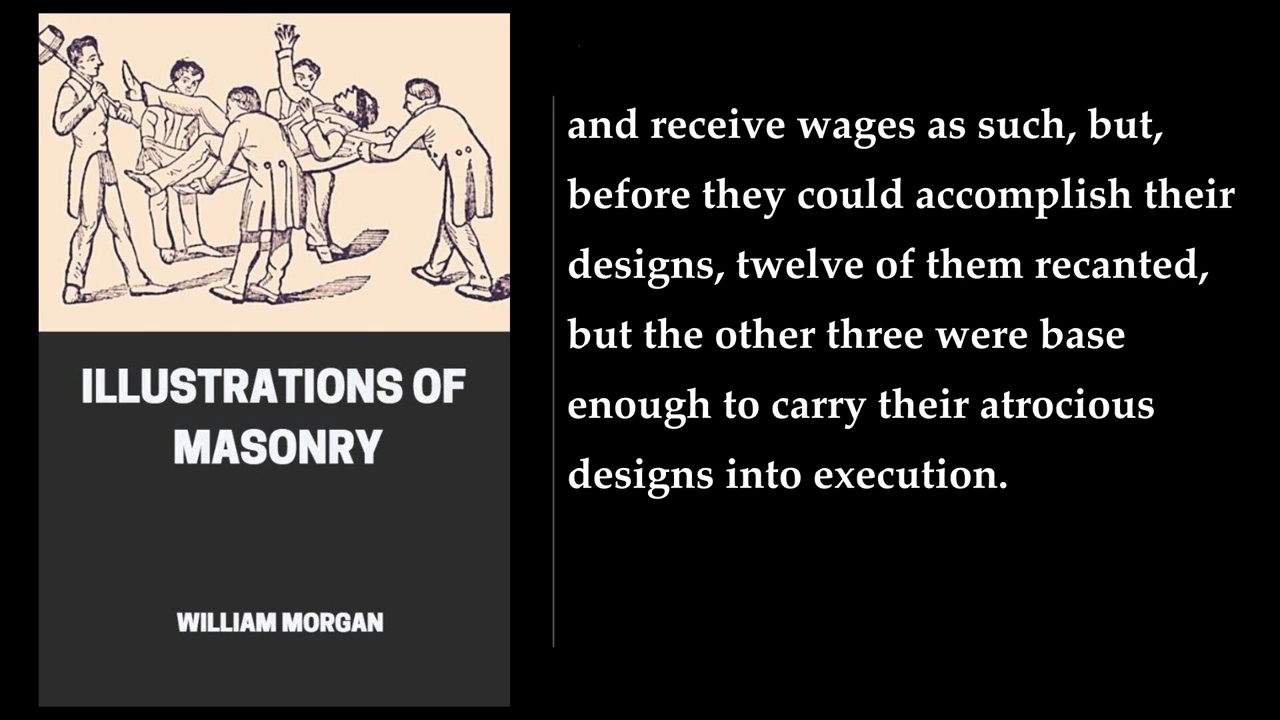 ILLUSTRATIONS OF
MASONRY
WILLIAM MORGAN
and receive wages as such, but,
before they could accomplish their
designs, twelve of them recanted,
but the other three were base
enough to carry their atrocious
designs into execution.